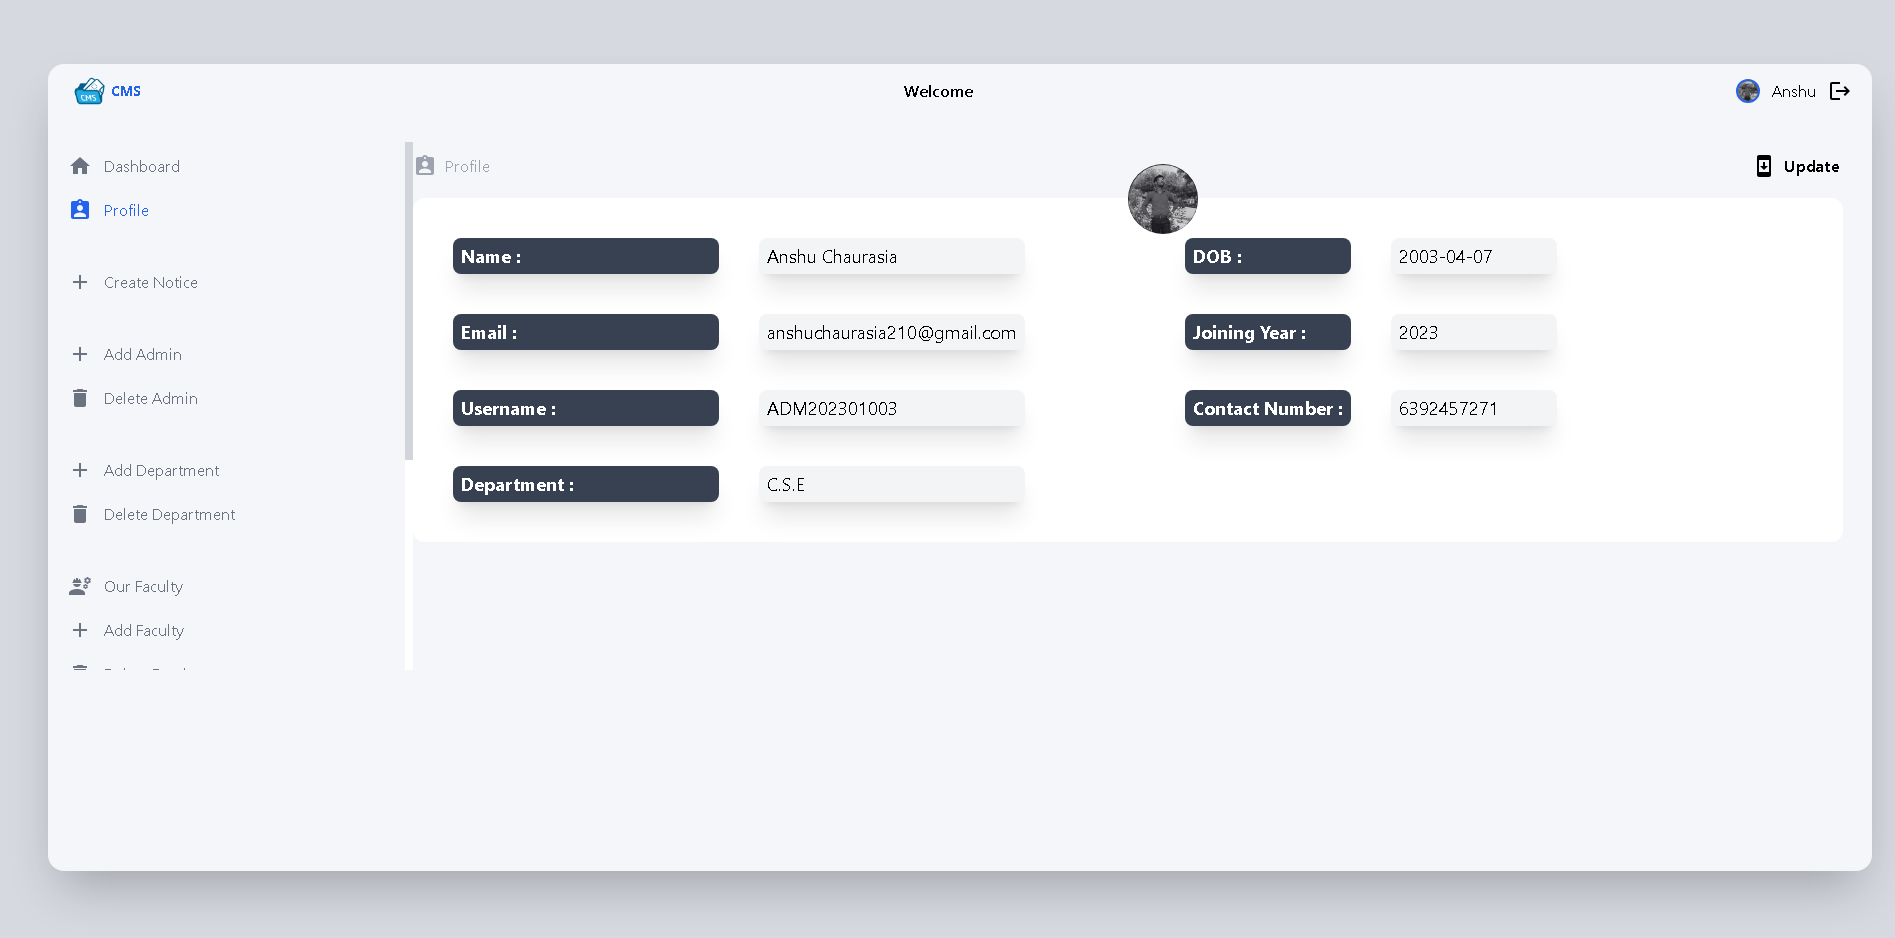 CMS
CMS
Welcome
Anshu
Dashboard
Profile
Create Notice
Add Admin
Delete Admin
Add Department
Delete Department
Our Faculty
Add Faculty
Profile
Update
Name : Anshu Chaurasia
DOB : 2003-04-07
Email : anshuchaurasia210@gmail.com
Joining Year : 2023
Username : ADM202301003
Contact Number : 6392457271
Department : C.S.E